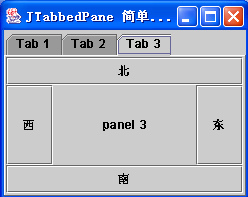 JTabbedPane 简单...
Tab 1 Tab 2 Tab 3
北
西 panel 3 东
南